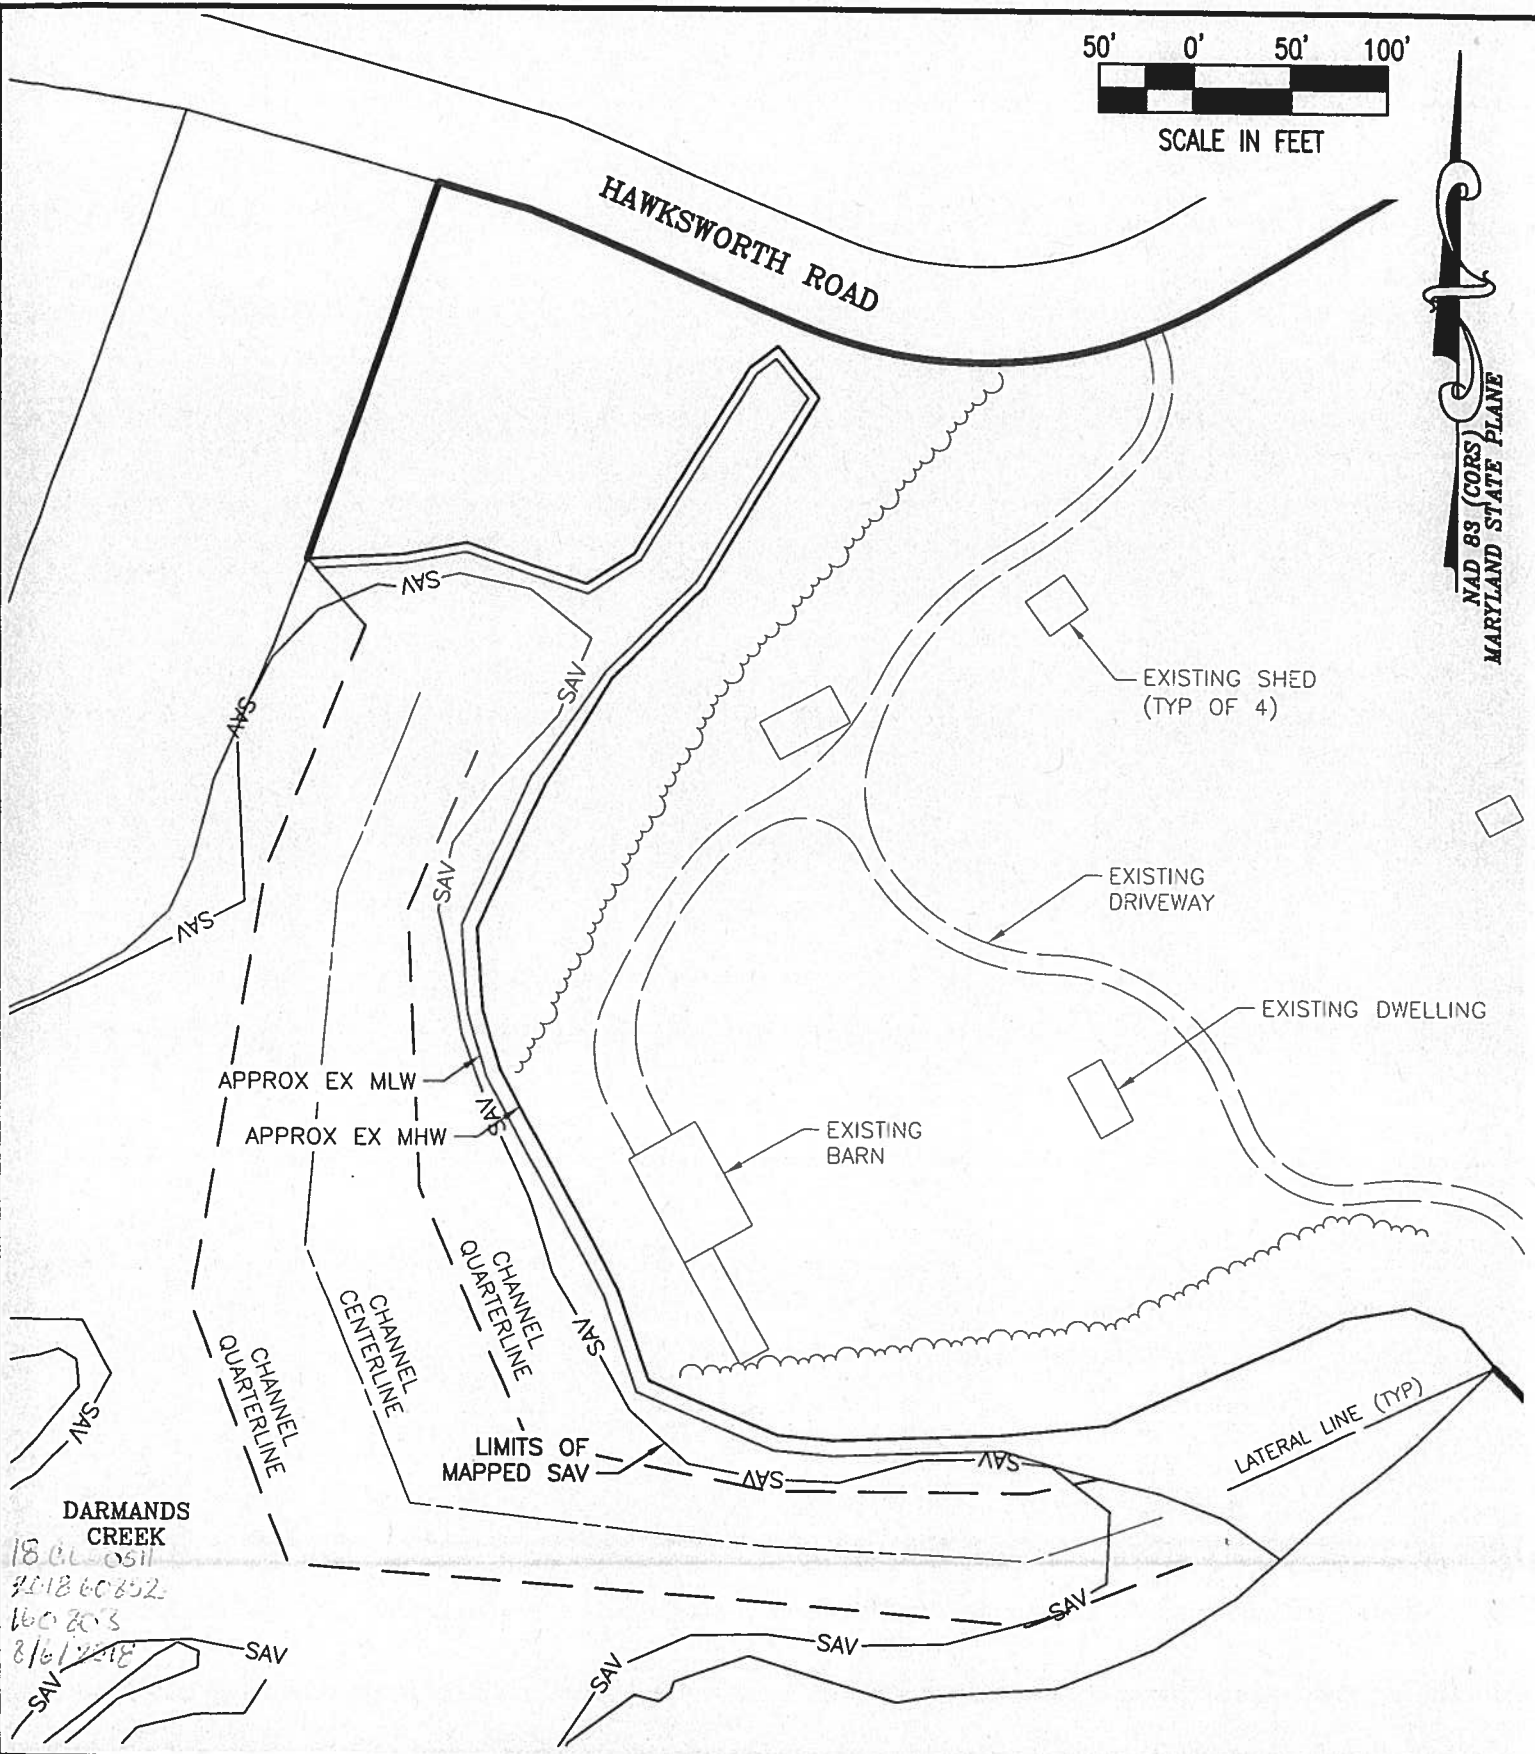 50' 0' 50' 100'
SCALE IN FEET
HAWKSWORTH ROAD
NAD 83 (CORS)
MARYLAND STATE PLANE
SAV
SAV
SAV
EXISTING SHED
(TYP OF 4)
SAV
SAV
EXISTING
DRIVEWAY
EXISTING DWELLING
APPROX EX MLW
SAV
APPROX EX MHW
EXISTING
BARN
CHANNEL
QUARTERLINE
CHANNEL
CENTERLINE
CHANNEL
QUARTERLINE
SAV
SAV
LATERAL LINE (TYP)
LIMITS OF
MAPPED SAV
SAV
SAV
DARMANDS
CREEK
SAV
SAV
SAV
SAV
SAV
8/6/2018